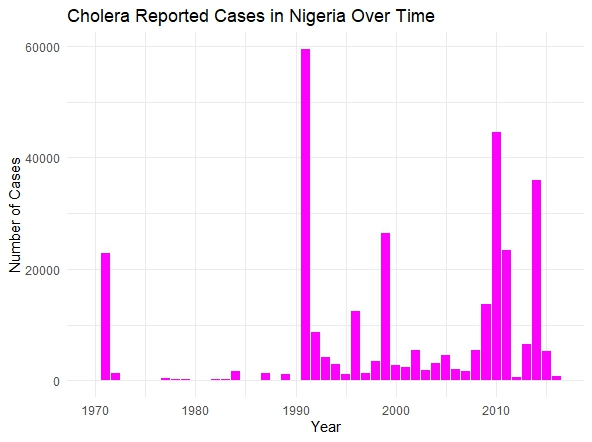 Cholera Reported Cases in Nigeria Over Time
60000
40000
20000
0
Number of Cases
1970 1980 1990 2000 2010
Year